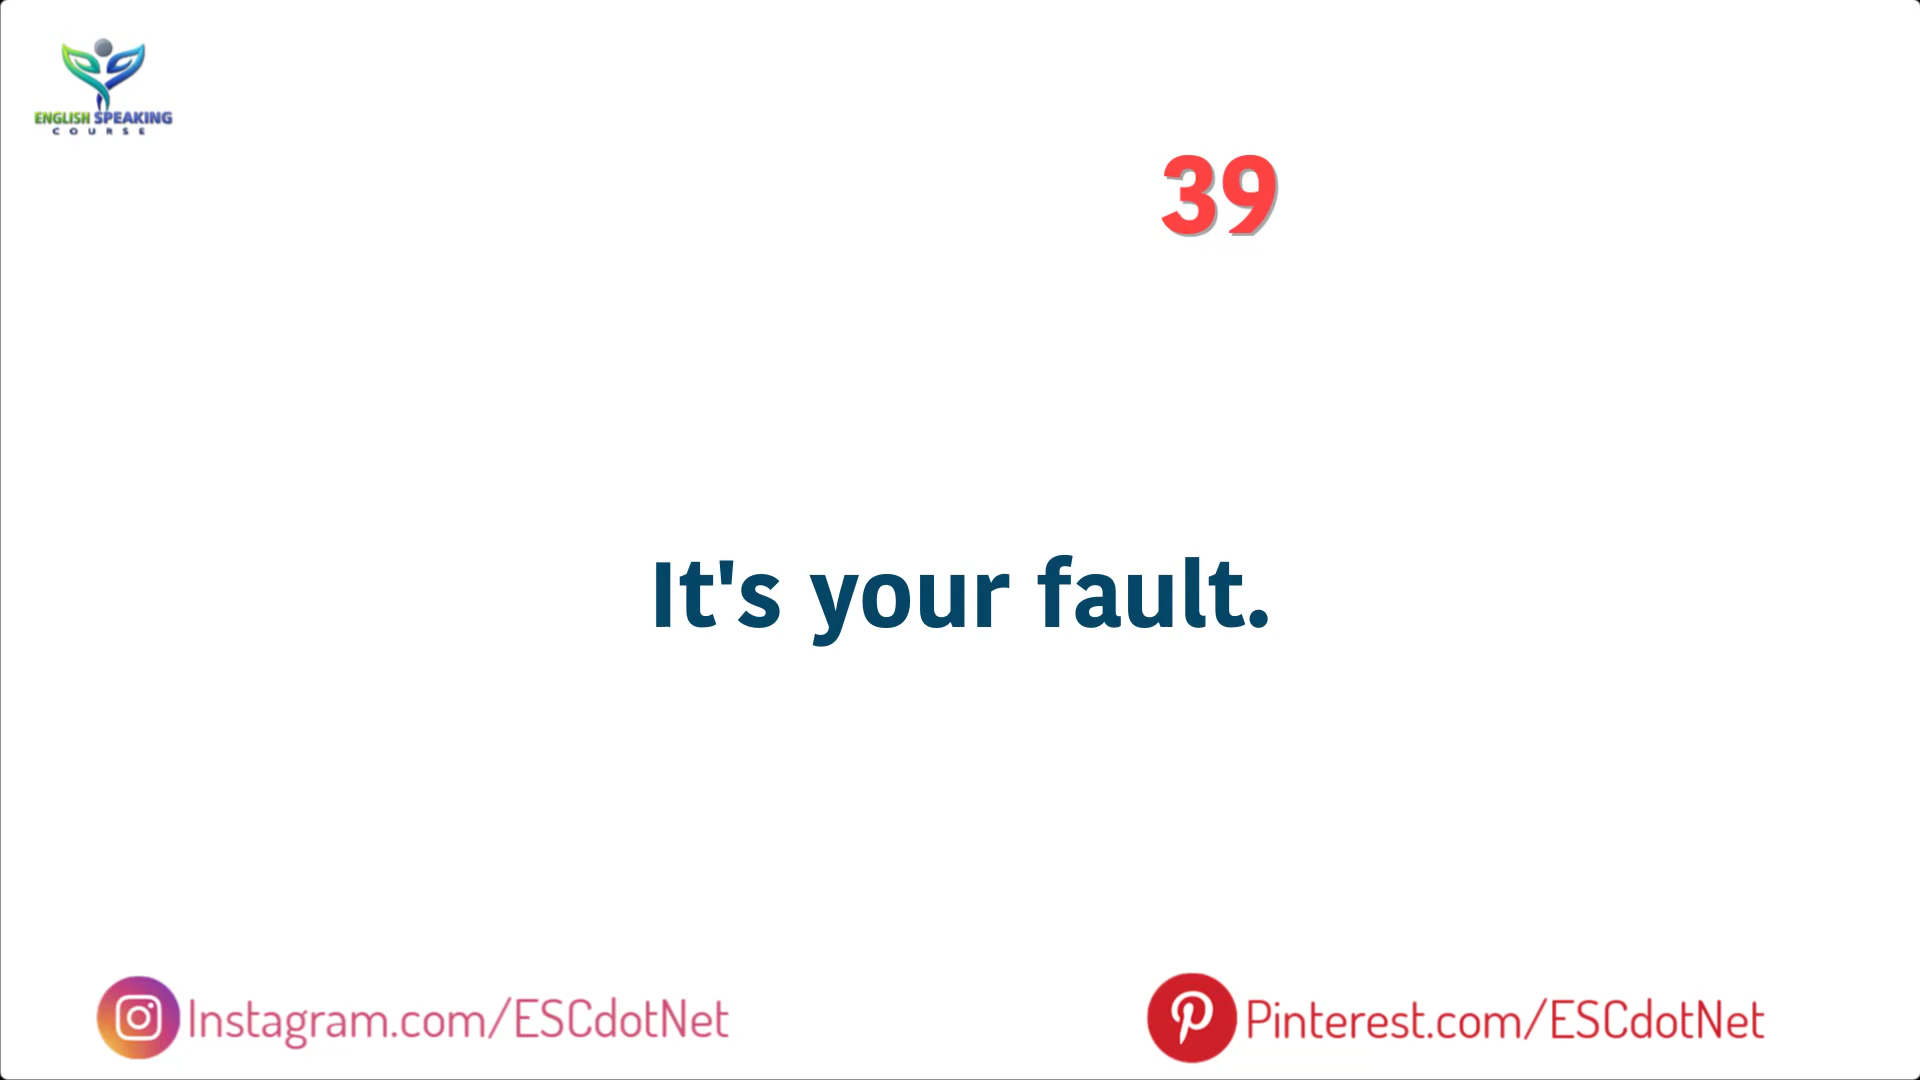 ENGLISH SPEAKING
COURSE
39
It's your fault.
Instagram.com/ESCdotNet
Pinterest.com/ESCdotNet